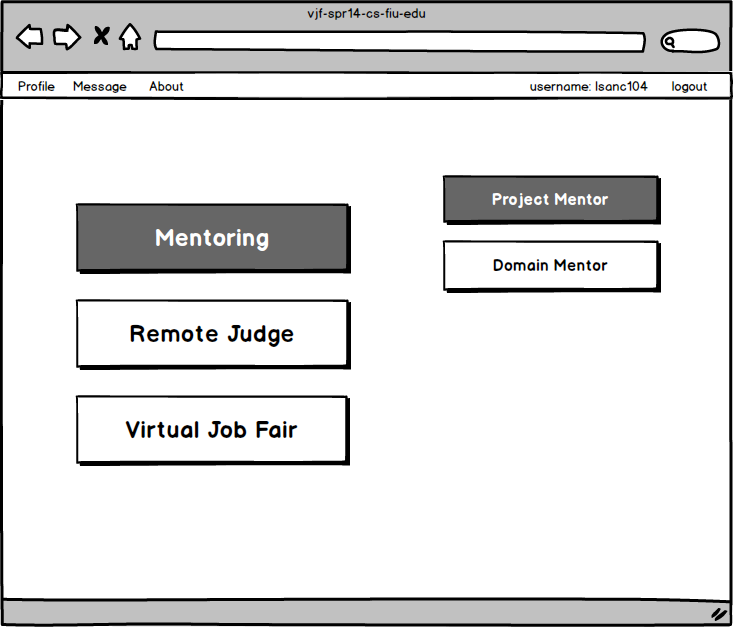 vjf-spr14-cs-fiu-edu
Profile Message About username: lsanc104 logout
Mentoring
Remote Judge
Virtual Job Fair
Project Mentor
Domain Mentor